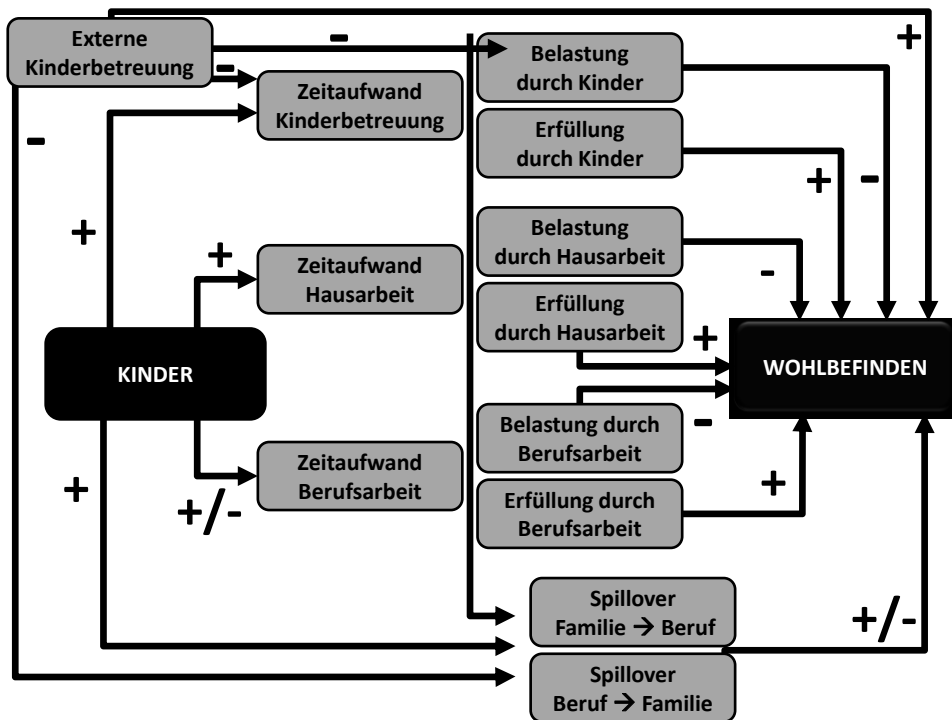 Externe
Kinderbetreuung
-
+
-
Belastung
durch Kinder
Zeitaufwand
Kinderbetreuung
-
Erfüllung
durch Kinder
+
-
+
Belastung
durch Hausarbeit
+
Zeitaufwand
Hausarbeit
-
Erfüllung
durch Hausarbeit
+
KINDER
WOHLBEFINDEN
Belastung durch
Berufsarbeit
-
Zeitaufwand
Berufsarbeit
+
+/-
Erfüllung durch
Berufsarbeit
+
Spillover
Familie → Beruf
+/-
Spillover
Beruf → Familie